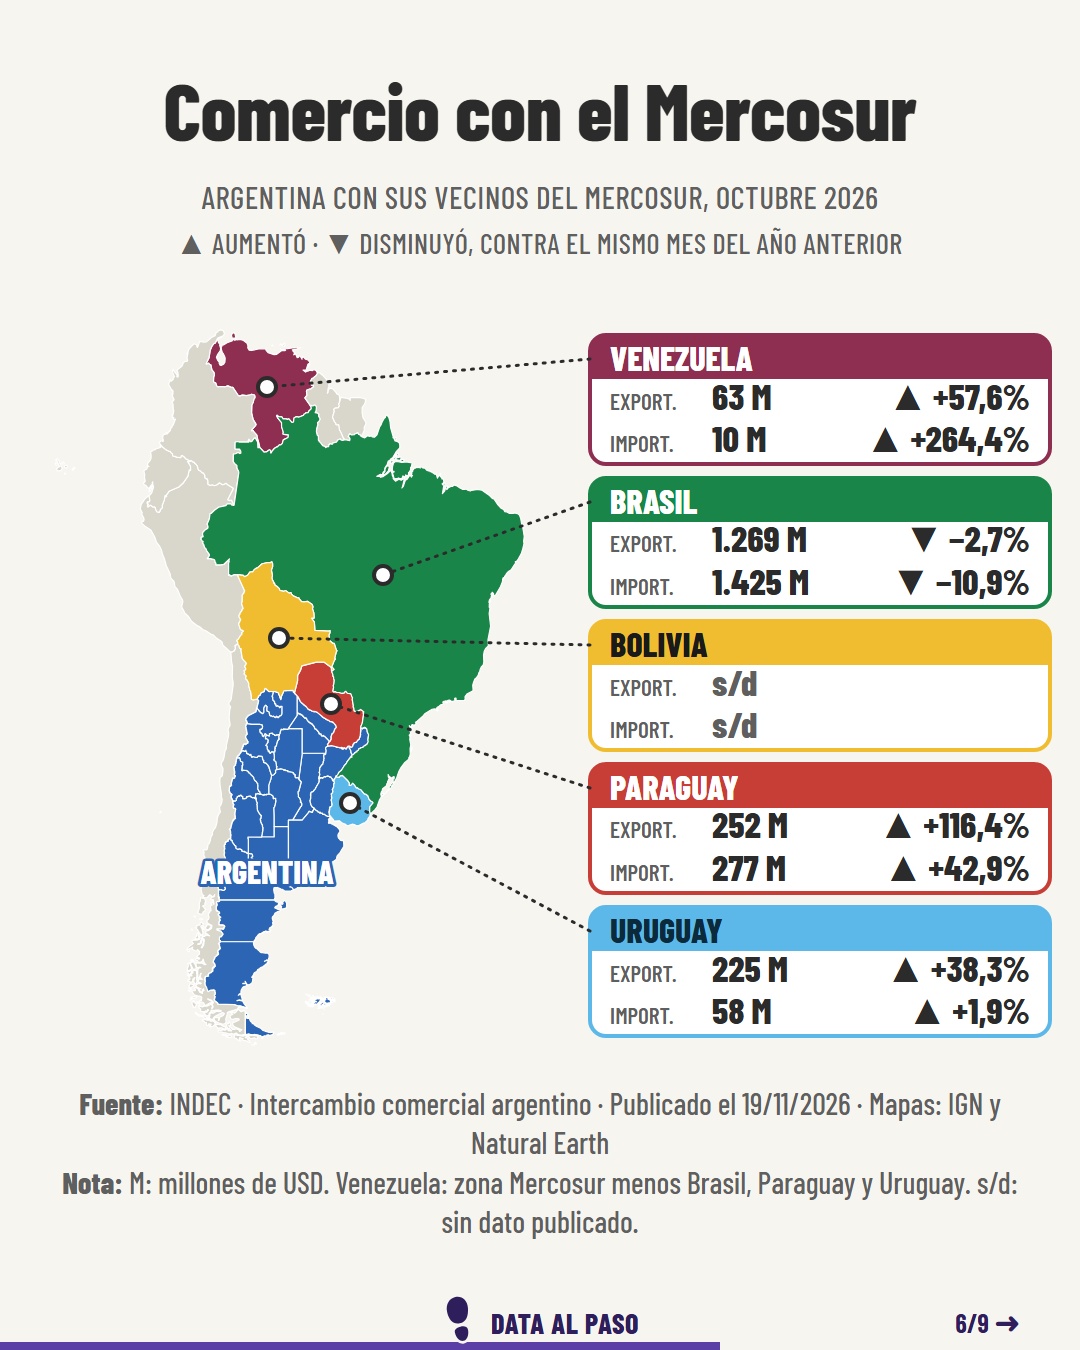 Comercio con el Mercosur
ARGENTINA CON SUS VECINOS DEL MERCOSUR, OCTUBRE 2026
▲ AUMENTÓ · ▼ DISMINUYÓ, CONTRA EL MISMO MES DEL AÑO ANTERIOR
VENEZUELA
EXPORT. 63 M ▲ +57,6%
IMPORT. 10 M ▲ +264,4%
BRASIL
EXPORT. 1.269 M ▼ −2,7%
IMPORT. 1.425 M ▼ −10,9%
BOLIVIA
EXPORT. s/d
IMPORT. s/d
PARAGUAY
EXPORT. 252 M ▲ +116,4%
IMPORT. 277 M ▲ +42,9%
ARGENTINA
URUGUAY
EXPORT. 225 M ▲ +38,3%
IMPORT. 58 M ▲ +1,9%
Fuente: INDEC · Intercambio comercial argentino · Publicado el 19/11/2026 · Mapas: IGN y
Natural Earth
Nota: M: millones de USD. Venezuela: zona Mercosur menos Brasil, Paraguay y Uruguay. s/d:
sin dato publicado.
DATA AL PASO
6/9 →